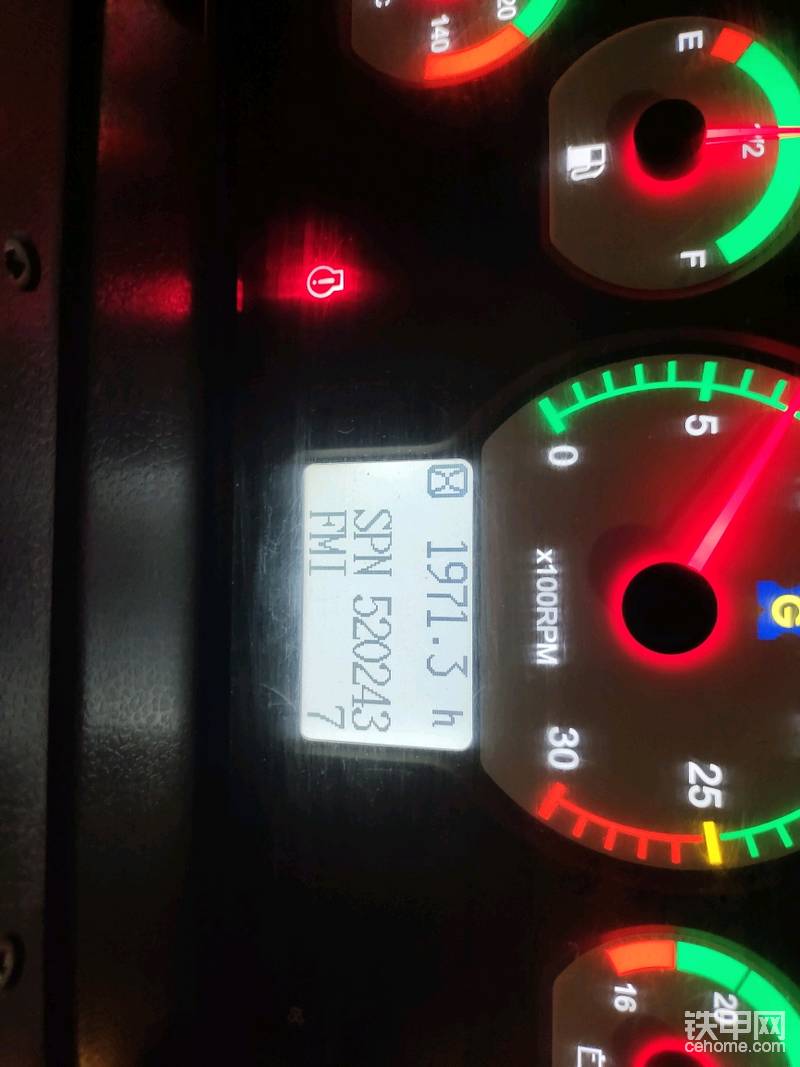 C
120
140
E
1/2
F
0
5
x100RPM
25
30
G
1971.3 h
SPN 520243
FMI 7
16
20
铁甲网
cehome.com